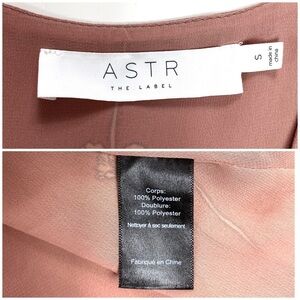 ASTR
THE LABEL
S
made in
china
Corps:
100% Polyester
Doublure:
100% Polyester
Nettoyer à sec seulement
Fabriqué en Chine